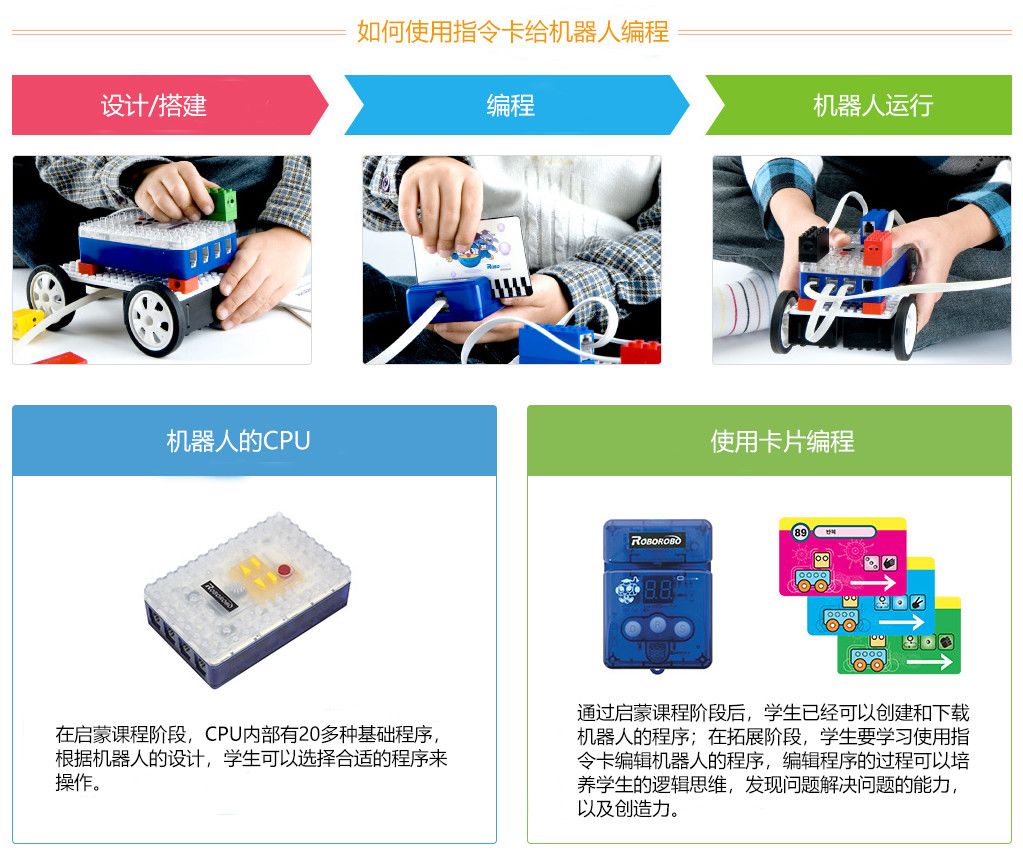 如何使用指令卡给机器人编程
设计/搭建
编程
机器人运行
机器人的CPU
使用卡片编程
ROBOROBO
ROBOROBO
89
반복
在启蒙课程阶段，CPU内部有20多种基础程序，
根据机器人的设计，学生可以选择合适的程序来
操作。
通过启蒙课程阶段后，学生已经可以创建和下载
机器人的程序；在拓展阶段，学生要学习使用指
令卡编辑机器人的程序，编辑程序的过程可以培
养学生的逻辑思维，发现问题解决问题的能力，
以及创造力。